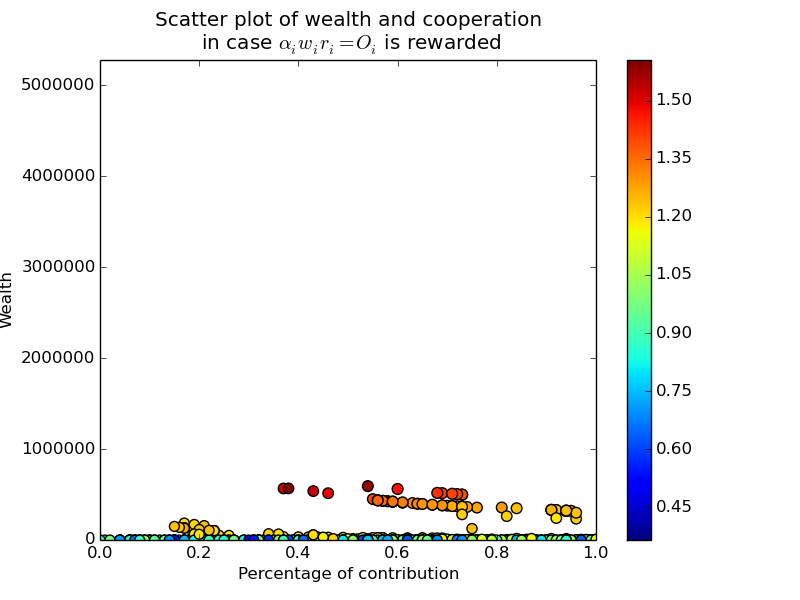 Scatter plot of wealth and cooperation
in case $\alpha_i w_i r_i = O_i$ is rewarded
5000000
4000000
3000000
2000000
1000000
0
Wealth
0.0 0.2 0.4 0.6 0.8 1.0
Percentage of contribution
1.50
1.35
1.20
1.05
0.90
0.75
0.60
0.45